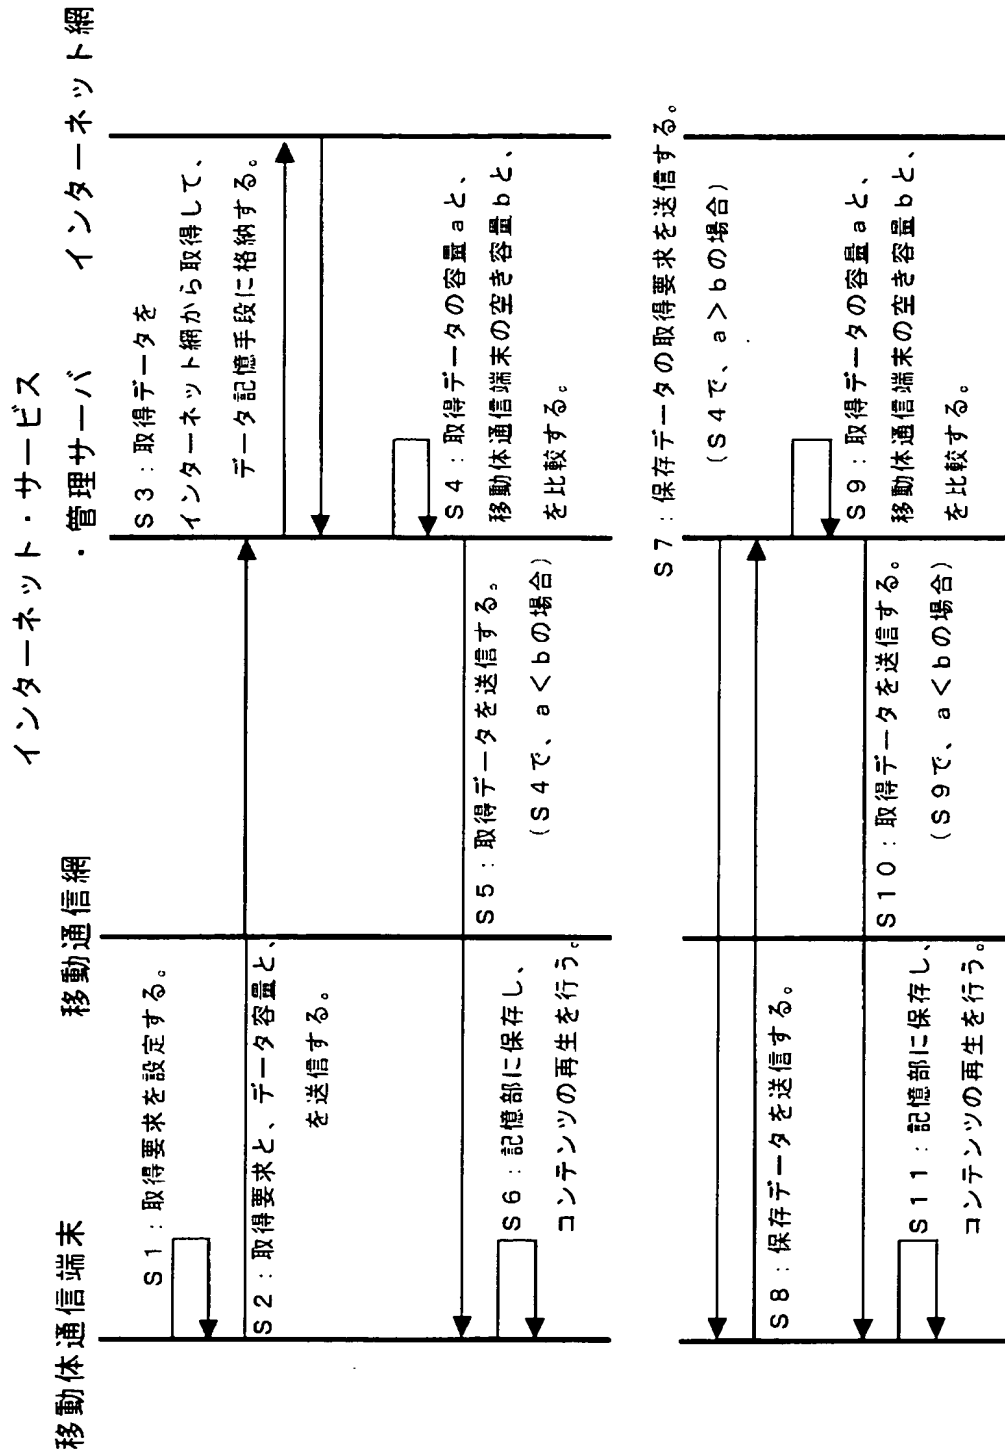 移動体通信端末
移動通信網
インターネット・サービス
・管理サーバ
インターネット網
S1:取得要求を設定する。
S2:取得要求と、データ容量と、
を送信する。
S3:取得データを
インターネット網から取得して、
データ記憶手段に格納する。
S4:取得データの容量aと、
移動体通信端末の空き容量bと、
を比較する。
S5:取得データを送信する。
(S4で、a<bの場合)
S6:記憶部に保存し、
コンテンツの再生を行う。
S7:保存データの取得要求を送信する。
(S4で、a>bの場合)
S8:保存データを送信する。
S9:取得データの容量aと、
移動体通信端末の空き容量bと、
を比較する。
S10:取得データを送信する。
(S9で、a<bの場合)
S11:記憶部に保存し、
コンテンツの再生を行う。